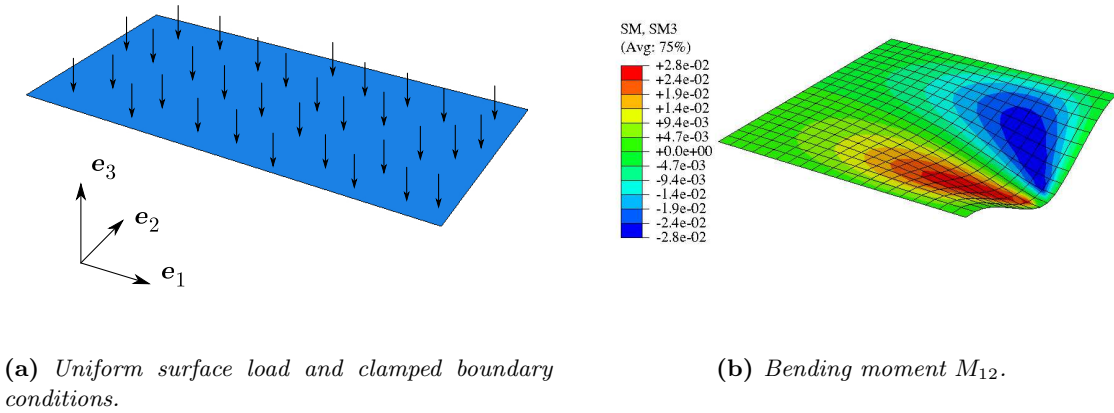 SM, SM3
(Avg: 75%)
+2.8e-02
+2.4e-02
+1.9e-02
+1.4e-02
+9.4e-03
+4.7e-03
+0.0e+00
-4.7e-03
-9.4e-03
-1.4e-02
-1.9e-02
-2.4e-02
-2.8e-02
e₃
e₂
e₁
(a) Uniform surface load and clamped boundary
conditions.
(b) Bending moment M₁₂.